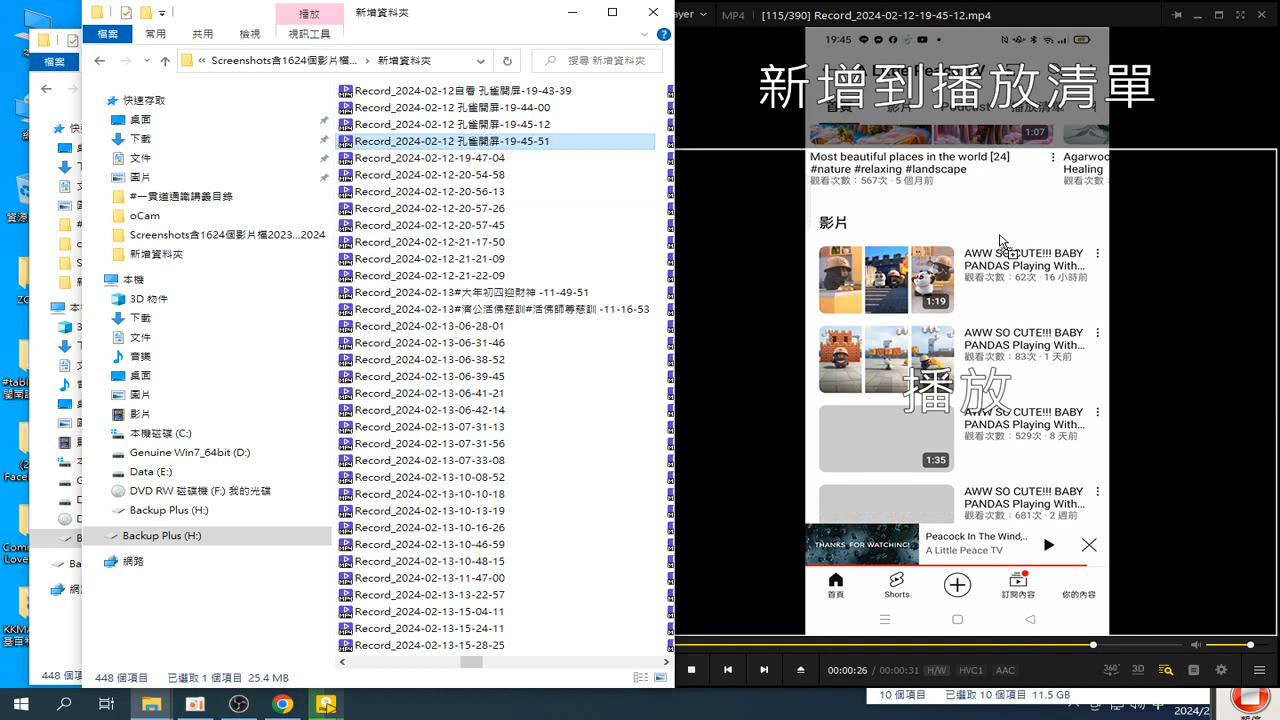 播放
新增資料夾
檔案
常用
共用
檢視
視訊工具
Screenshots含1624個影片檔...
新增資料夾
搜尋 新增資料夾
檔案
快速存取
桌面
下載
文件
圖片
#一貫道通識講義目錄
oCam
Screenshots含1624個影片檔2023...2024
新增資料夾
本機
3D 物件
下載
文件
音樂
桌面
圖片
影片
本機磁碟 (C:)
Genuine Win7_64bit (D:)
Data (E:)
DVD RW 磁碟機 (F:) 我的光碟
Backup Plus (H:)
Backup Plus (H:)
網路
Record_2024-02-12自看 孔雀開屏-19-43-39
Record_2024-02-12 孔雀開屏-19-44-00
Record_2024-02-12 孔雀開屏-19-45-12
Record_2024-02-12 孔雀開屏-19-45-51
Record_2024-02-12-19-47-04
Record_2024-02-12-20-54-58
Record_2024-02-12-20-56-13
Record_2024-02-12-20-57-26
Record_2024-02-12-20-57-45
Record_2024-02-12-21-17-50
Record_2024-02-12-21-21-09
Record_2024-02-12-21-22-09
Record_2024-02-13#大年初四迎財神 -11-49-51
Record_2024-02-13#濟公活佛慈訓#活佛師尊慈訓 -11-16-53
Record_2024-02-13-06-28-01
Record_2024-02-13-06-31-46
Record_2024-02-13-06-38-52
Record_2024-02-13-06-39-45
Record_2024-02-13-06-41-21
Record_2024-02-13-06-42-14
Record_2024-02-13-07-31-13
Record_2024-02-13-07-31-56
Record_2024-02-13-07-33-08
Record_2024-02-13-10-08-52
Record_2024-02-13-10-10-18
Record_2024-02-13-10-13-19
Record_2024-02-13-10-16-26
Record_2024-02-13-10-46-59
Record_2024-02-13-10-48-15
Record_2024-02-13-11-47-00
Record_2024-02-13-13-22-57
Record_2024-02-13-15-04-11
Record_2024-02-13-15-24-11
Record_2024-02-13-15-28-25
448 個項目
448 個項目
已選取 1 個項目 25.4 MB
ayer
MP4
[115/390] Record_2024-02-12-19-45-12.mp4
19:45
新增到播放清單
1:07
Most beautiful places in the world [24]
#nature #relaxing #landscape
觀看次數：567次 · 5 個月前
Agarwoo
Healing
影片
AWW SO CUTE!!! BABY
PANDAS Playing With...
觀看次數：62次 · 16 小時前
1:19
AWW SO CUTE!!! BABY
PANDAS Playing With...
觀看次數：83次 · 1 天前
播放
AWW SO CUTE!!! BABY
PANDAS Playing With...
觀看次數：529次 · 8 天前
1:35
AWW SO CUTE!!! BABY
PANDAS Playing With...
觀看次數：681次 · 2 週前
THANKS FOR WATCHING!
Peacock In The Wind,..
A Little Peace TV
首頁
Shorts
訂閱內容
你的內容
00:00:26 / 00:00:31
H/W
HVC1
AAC
360°
3D
10 個項目
已選取 10 個項目 11.5 GB
2024/2